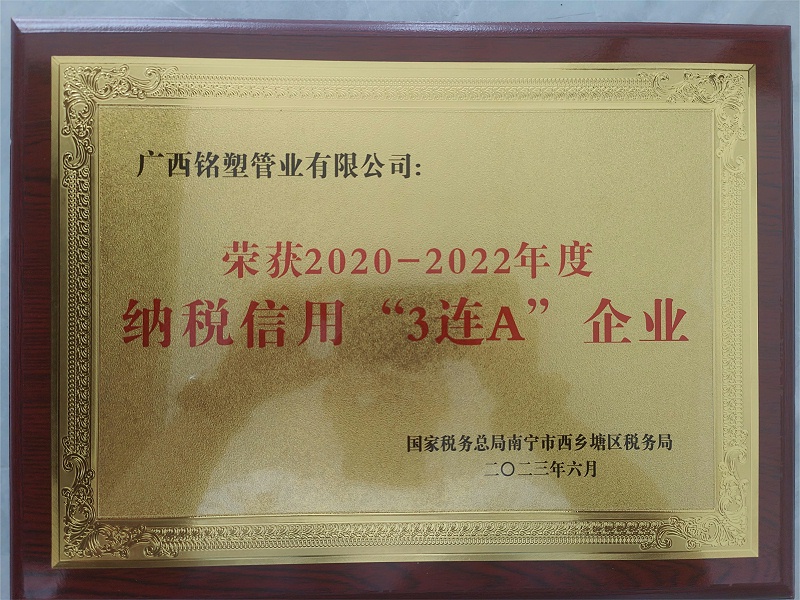 广西铭塑管业有限公司：
荣获2020-2022年度
纳税信用“3连A”企业
国家税务总局南宁市西乡塘区税务局
二〇二三年六月